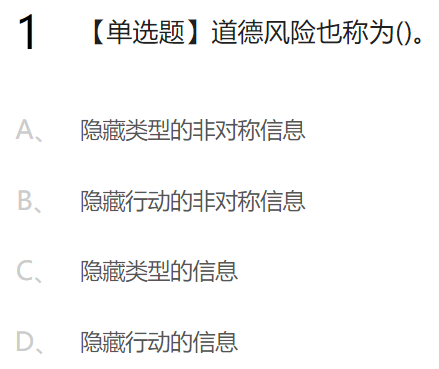 1 【单选题】道德风险也称为()。
A、 隐藏类型的非对称信息
B、 隐藏行动的非对称信息
C、 隐藏类型的信息
D、 隐藏行动的信息